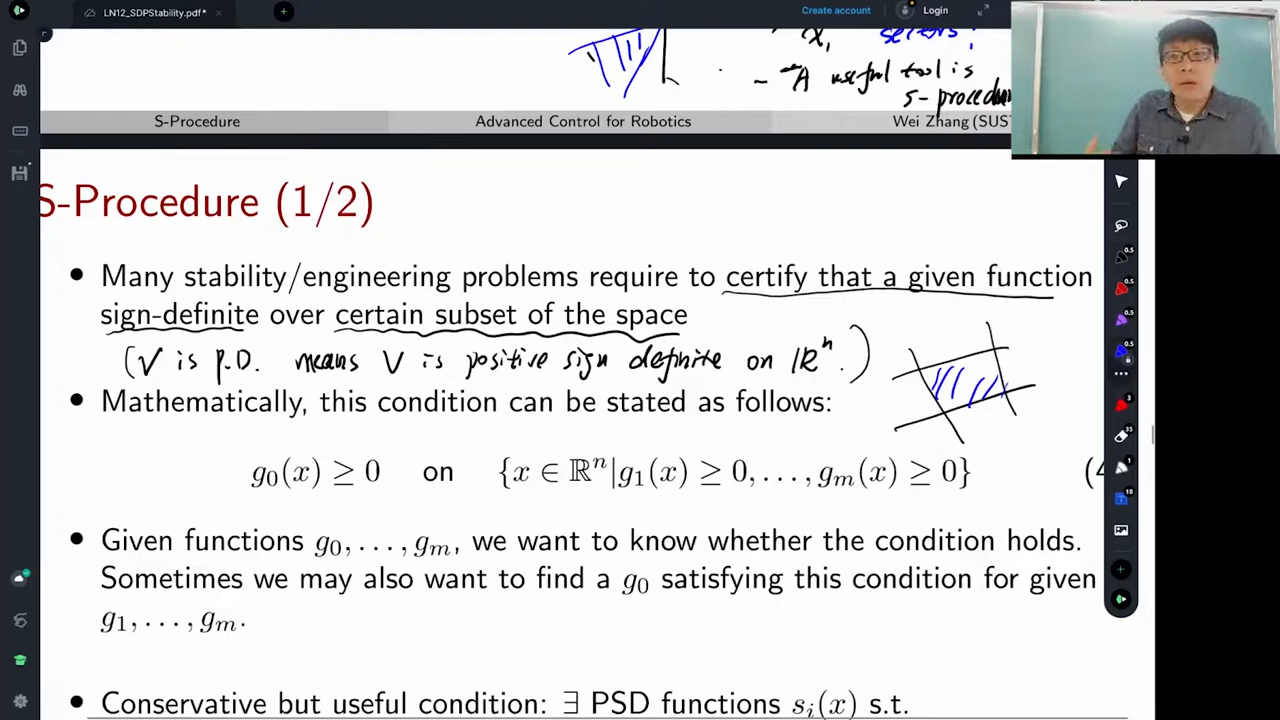 LN12_SDPStability.pdf*
Create account
Login
x, sectors!
- A useful tool is
S-procedure
S-Procedure
Advanced Control for Robotics
Wei Zhang (SUST
S-Procedure (1/2)
• Many stability/engineering problems require to certify that a given function
sign-definite over certain subset of the space
(V is P.D. means V is positive sign definite on ℝⁿ.)
• Mathematically, this condition can be stated as follows:
g₀(x) ≥ 0 on {x ∈ ℝⁿ|g₁(x) ≥ 0, . . . , gₘ(x) ≥ 0}
(4
• Given functions g₀, . . . , gₘ, we want to know whether the condition holds.
Sometimes we may also want to find a g₀ satisfying this condition for given
g₁, . . . , gₘ.
• Conservative but useful condition: ∃ PSD functions sᵢ(x) s.t.